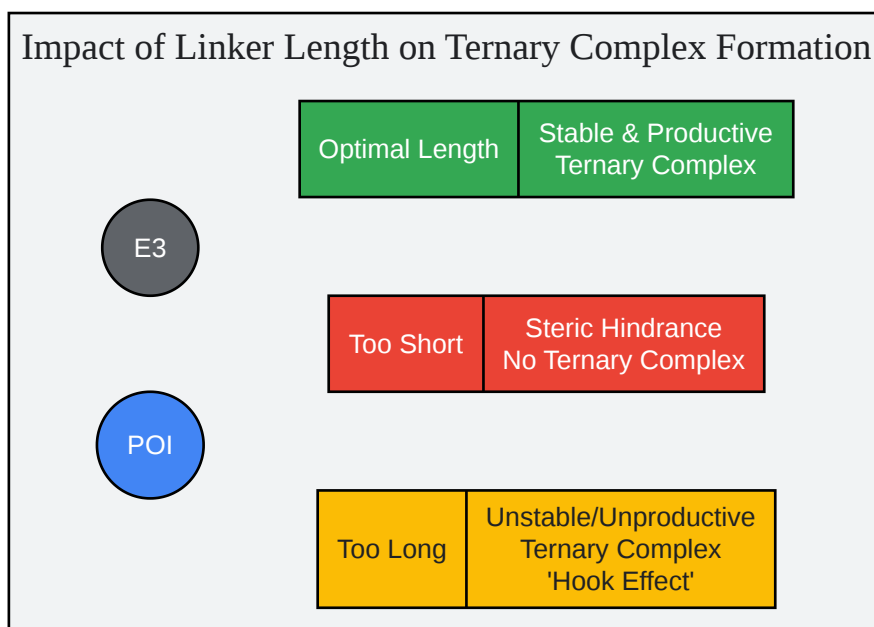 Impact of Linker Length on Ternary Complex Formation
Optimal Length
Stable & Productive
Ternary Complex
E3
Too Short
Steric Hindrance
No Ternary Complex
POI
Too Long
Unstable/Unproductive
Ternary Complex
'Hook Effect'